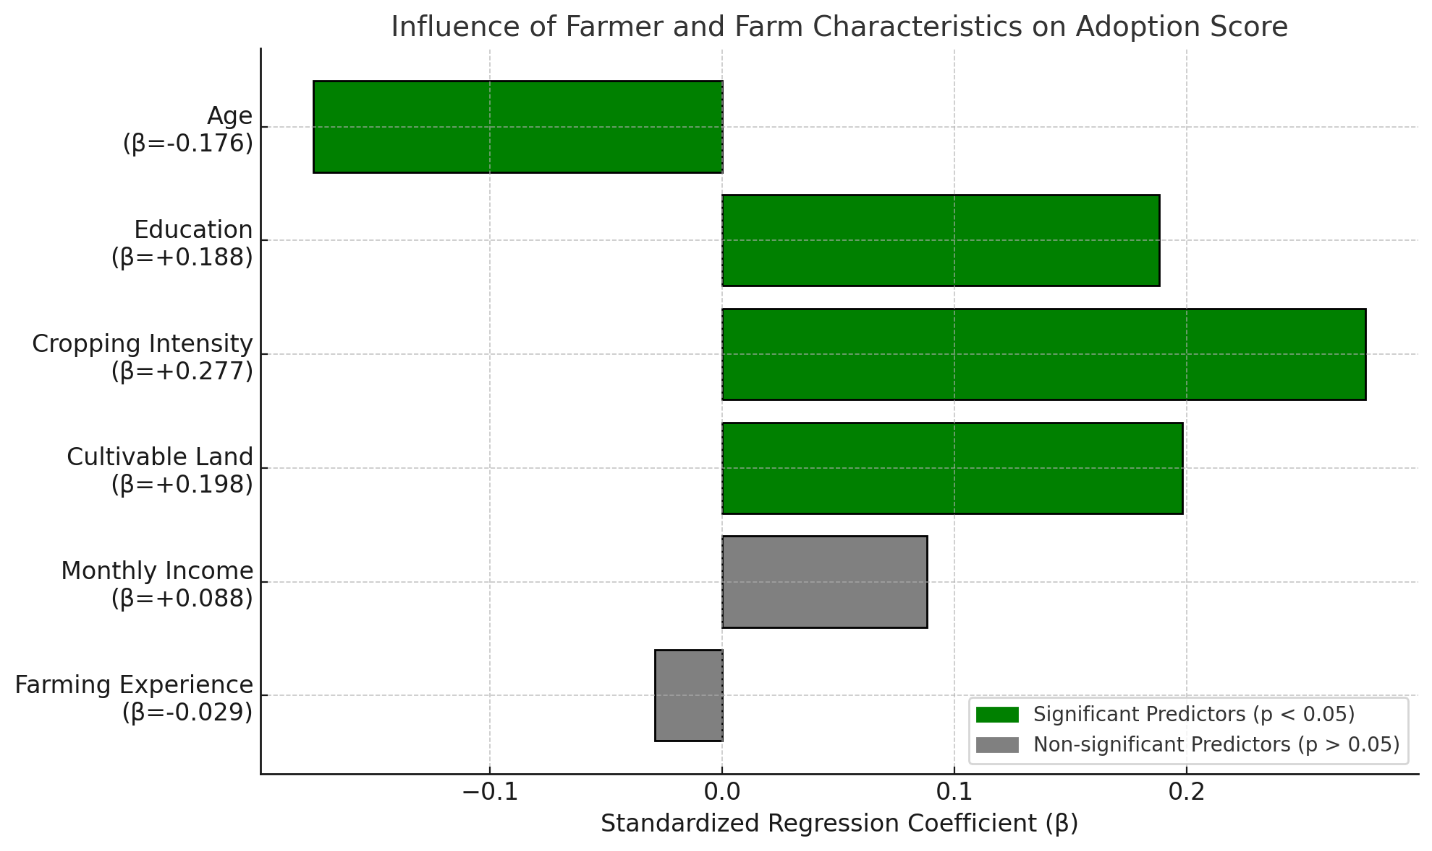 Influence of Farmer and Farm Characteristics on Adoption Score
Age
(β=-0.176)
Education
(β=+0.188)
Cropping Intensity
(β=+0.277)
Cultivable Land
(β=+0.198)
Monthly Income
(β=+0.088)
Farming Experience
(β=-0.029)
Significant Predictors (p < 0.05)
Non-significant Predictors (p > 0.05)
−0.1 0.0 0.1 0.2
Standardized Regression Coefficient (β)